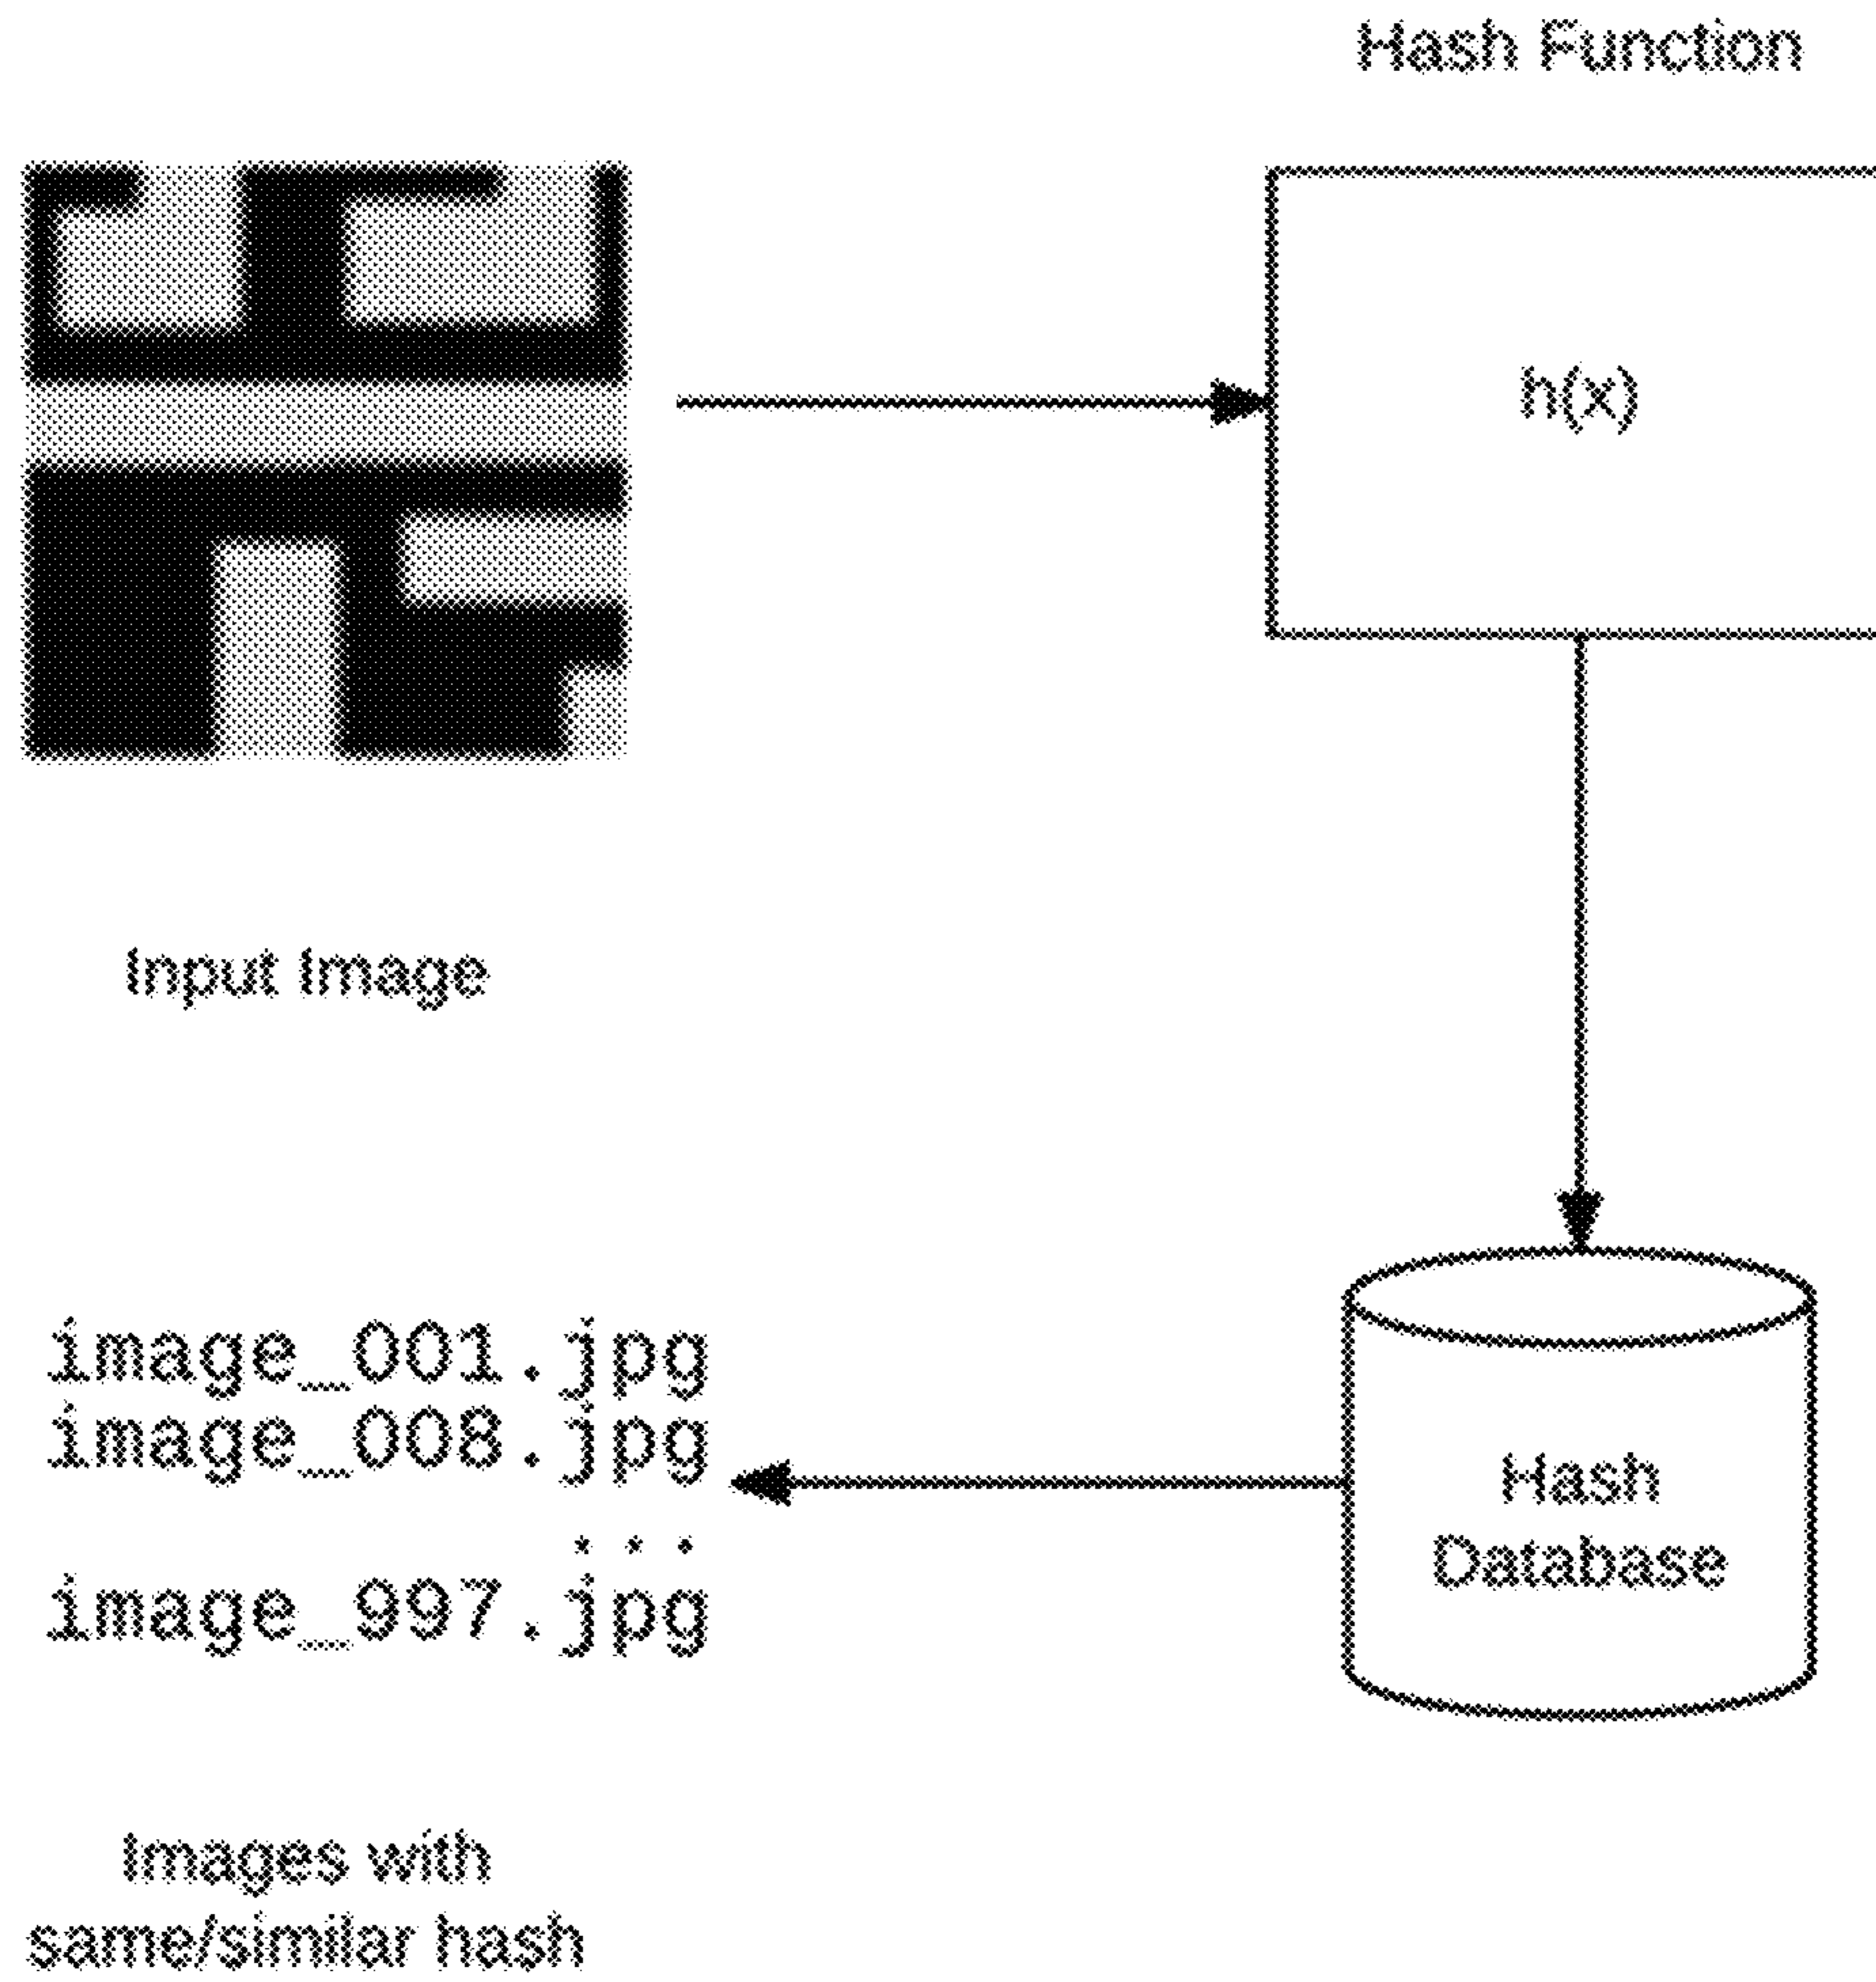 Hash Function
h(x)
Input Image
image_001.jpg
image_008.jpg
...
image_997.jpg
Hash
Database
Images with
same/similar hash